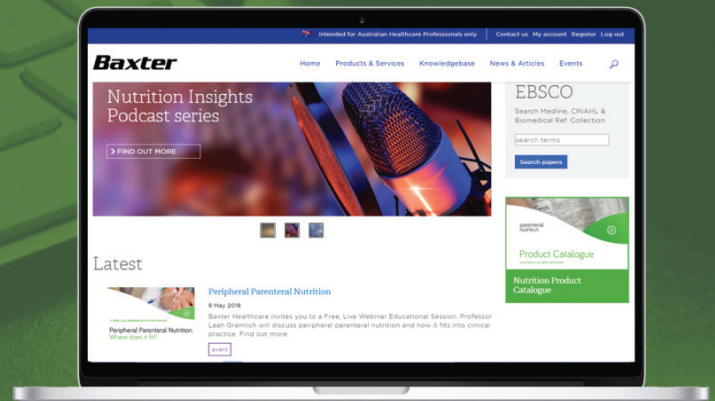 Intended for Australian Healthcare Professionals only
Contact us My account Register Log out
Baxter
Home Products & Services Knowledgebase News & Articles Events
Nutrition Insights
Podcast series
> FIND OUT MORE
EBSCO
Search Medline, CINAHL &
Biomedical Ref. Collection
search terms
Search papers
parenteral
nutrition
Product Catalogue
Nutrition Product
Catalogue
Latest
Peripheral Parenteral Nutrition.
Where does it fit?
Peripheral Parenteral Nutrition
9 May 2018
Baxter Healthcare invites you to a Free, Live Webinar Educational Session. Professor
Leah Gramlich will discuss peripheral parenteral nutrition and how it fits into clinical
practice. Find out more
event